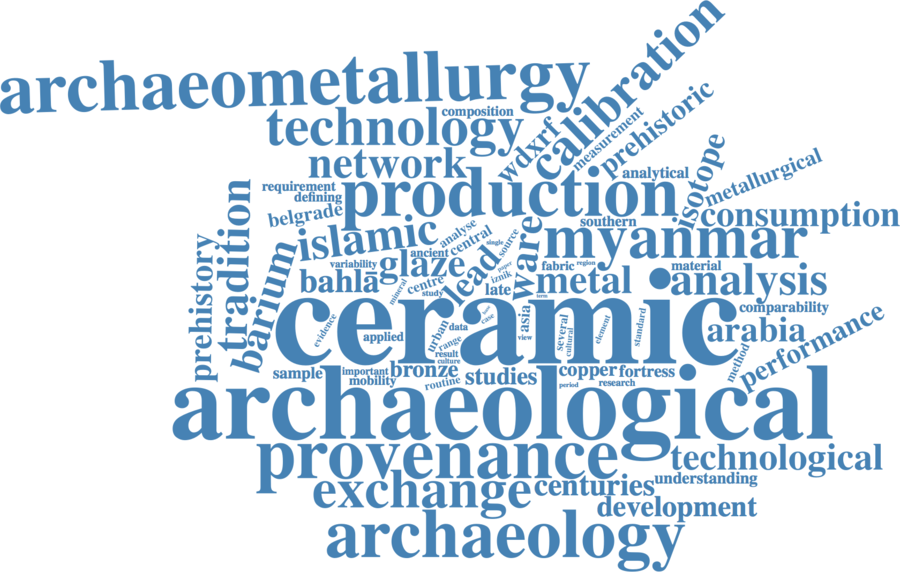 archaeometallurgy
calibration
composition
technology
measurement
wdxrf
prehistoric
network
analytical
isotope
metallurgical
requirement
production
defining
belgrade
southern
consumption
tradition
islamic
analyse
central
single
source
ware
myanmar
ancient
variability
glaze
lead
paper
iznik
fabric
region
material
prehistory
barium
bahlā
mineral
centre
study
late
metal
analysis
term
ceramic
comparability
evidence
applied
urban
data
case
asia
view
several
cultural
element
standard
arabia
performance
range
result
culture
method
sample
important
mobility
bronze
routine
studies
copper
fortress
period
research
archaeological
provenance
technological
exchange
centuries
understanding
development
archaeology